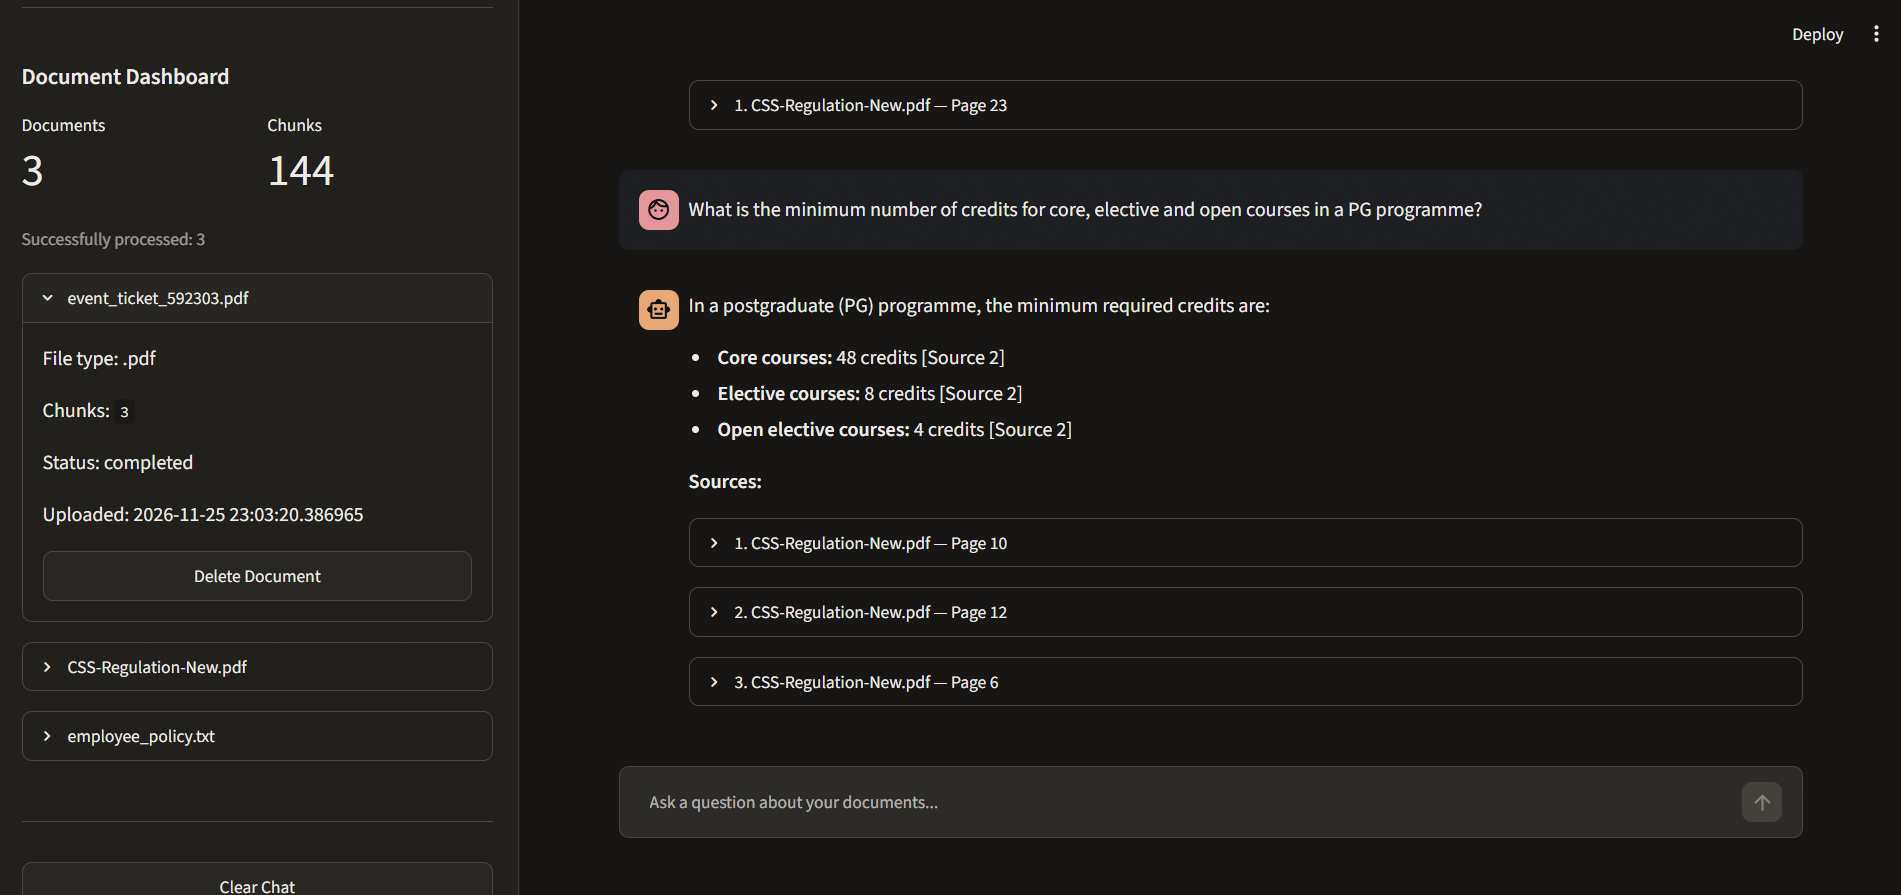 Document Dashboard
Documents
Chunks
3
144
Successfully processed: 3
event_ticket_592303.pdf
File type: .pdf
Chunks: 3
Status: completed
Uploaded: 2026-11-25 23:03:20.386965
Delete Document
CSS-Regulation-New.pdf
employee_policy.txt
Clear Chat
Deploy
1. CSS-Regulation-New.pdf — Page 23
What is the minimum number of credits for core, elective and open courses in a PG programme?
In a postgraduate (PG) programme, the minimum required credits are:
• Core courses: 48 credits [Source 2]
• Elective courses: 8 credits [Source 2]
• Open elective courses: 4 credits [Source 2]
Sources:
1. CSS-Regulation-New.pdf — Page 10
2. CSS-Regulation-New.pdf — Page 12
3. CSS-Regulation-New.pdf — Page 6
Ask a question about your documents...